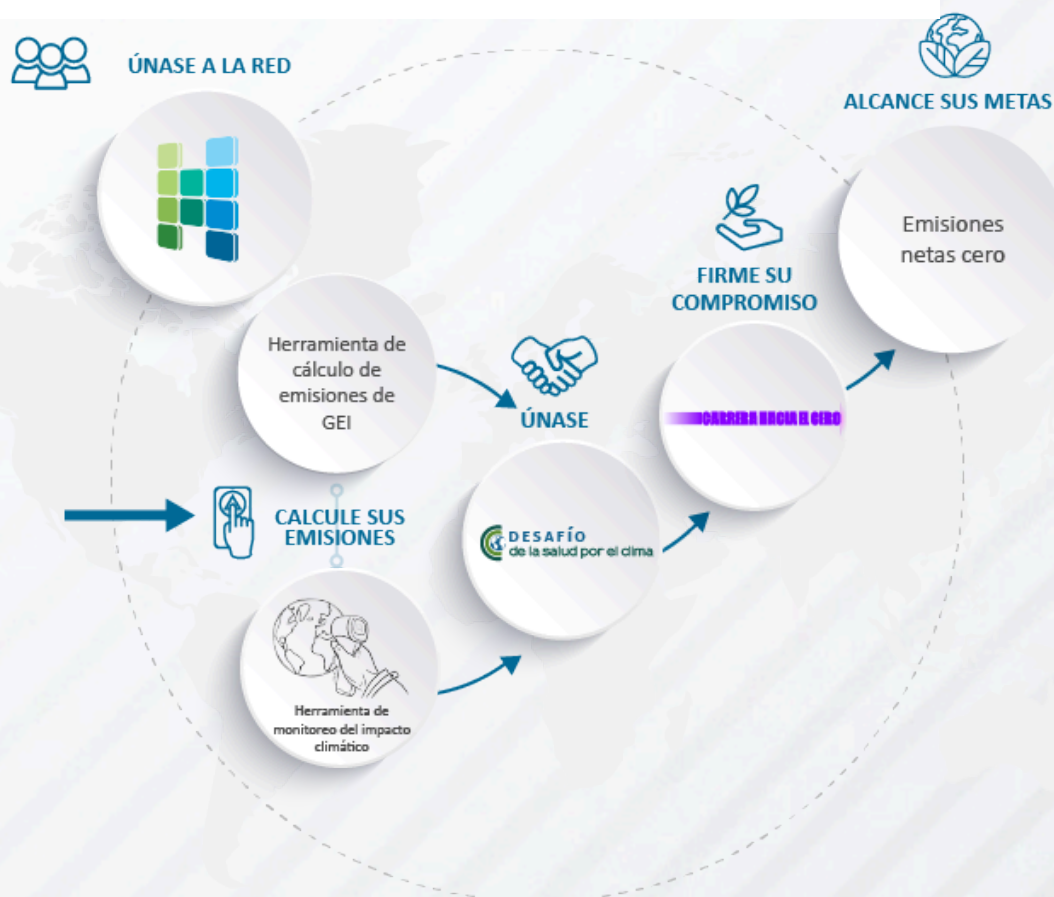 ÚNASE A LA RED
ALCANCE SUS METAS
Emisiones
netas cero
FIRME SU
COMPROMISO
Herramienta de
cálculo de
emisiones de
GEI
ÚNASE
CARRERA HACIA EL CERO
CALCULE SUS
EMISIONES
DESAFÍO
de la salud por el clima
Herramienta de
monitoreo del impacto
climático